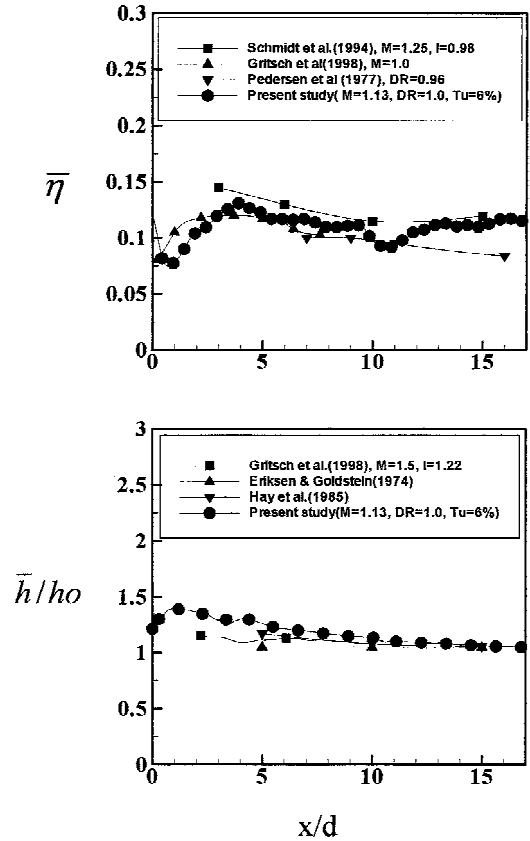 0.3
Schmidt et al.(1994), M=1.25, I=0.98
Gritsch et al(1998), M=1.0
Pedersen et al (1977), DR=0.96
Present study( M=1.13, DR=1.0, Tu=6%)
0.25
0.2
η
0.15
0.1
0.05
0
0 5 10 15
3
Gritsch et al.(1998), M=1.5, I=1.22
Eriksen & Goldstein(1974)
Hay et al.(1985)
Present study(M=1.13, DR=1.0, Tu=6%)
2.5
2
h/ho
1.5
1
0.5
0
0 5 10 15
x/d